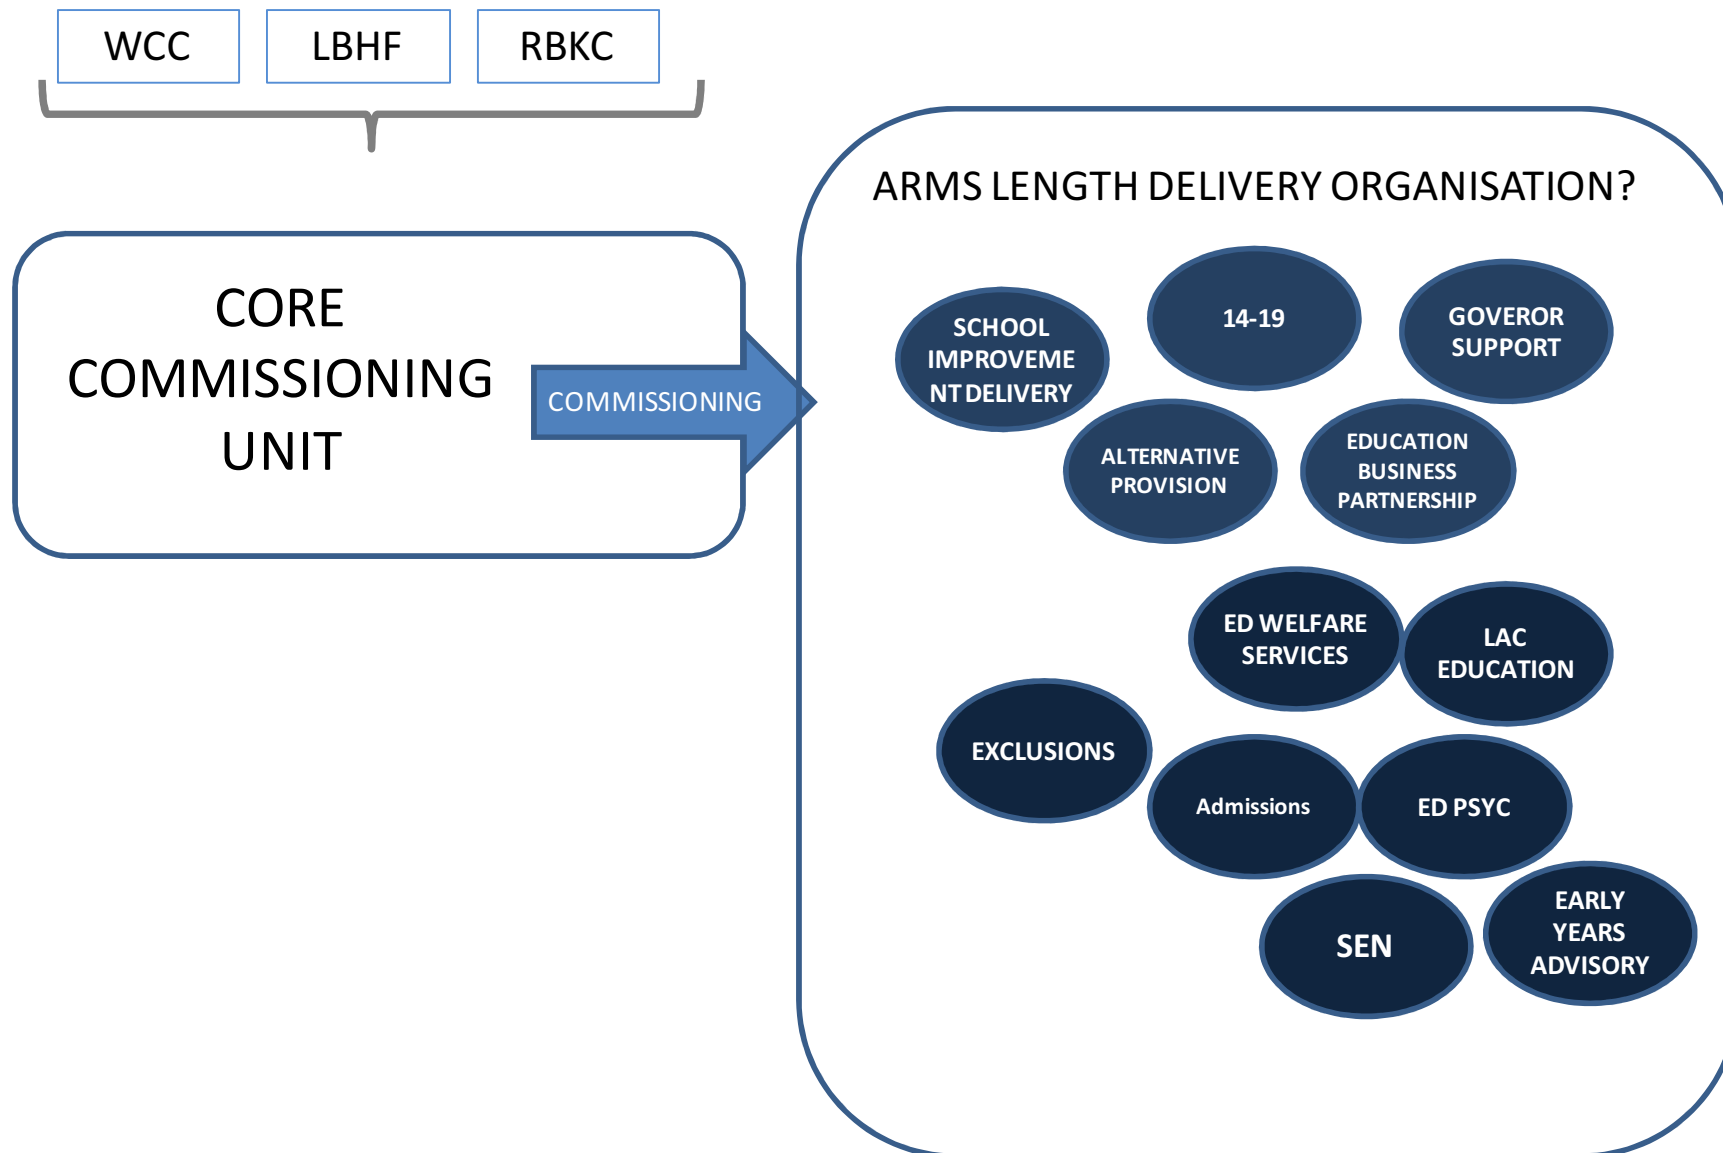 WCC
LBHF
RBKC
CORE
COMMISSIONING
UNIT
COMMISSIONING
ARMS LENGTH DELIVERY ORGANISATION?
SCHOOL
IMPROVEME
NT DELIVERY
14-19
GOVEROR
SUPPORT
ALTERNATIVE
PROVISION
EDUCATION
BUSINESS
PARTNERSHIP
ED WELFARE
SERVICES
LAC
EDUCATION
EXCLUSIONS
Admissions
ED PSYC
SEN
EARLY
YEARS
ADVISORY